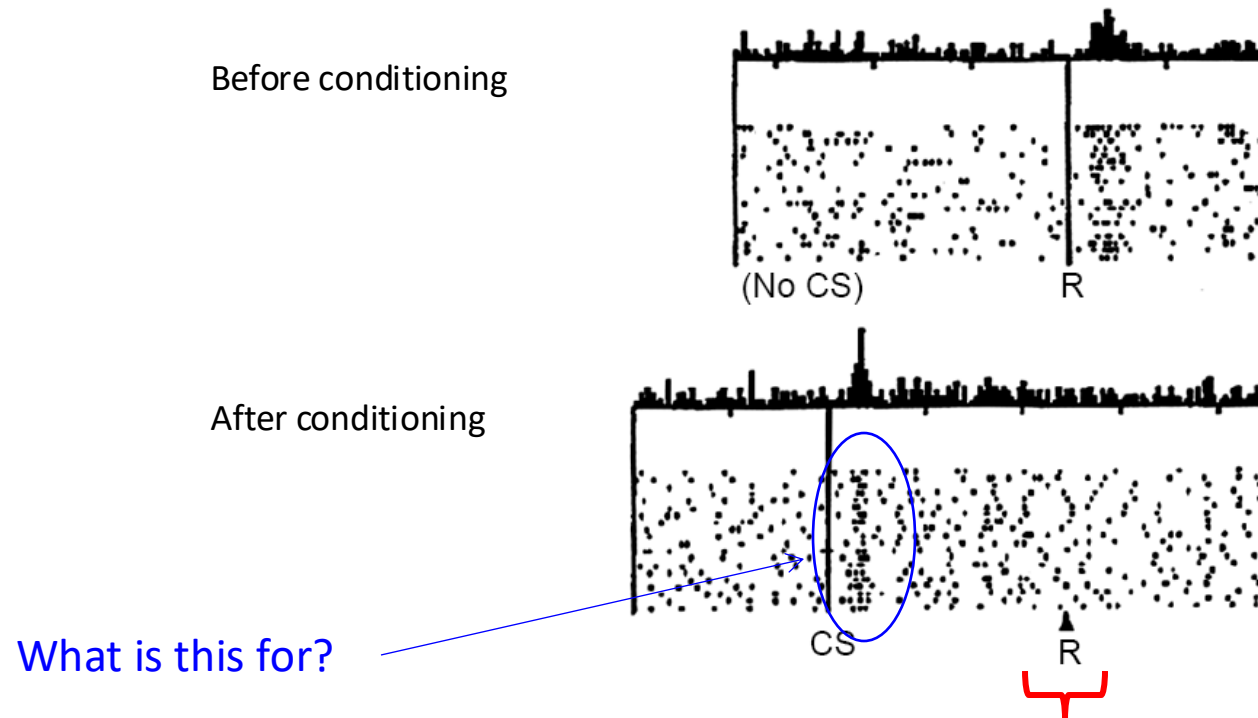 Before conditioning
(No CS) R
After conditioning
CS R
What is this for?